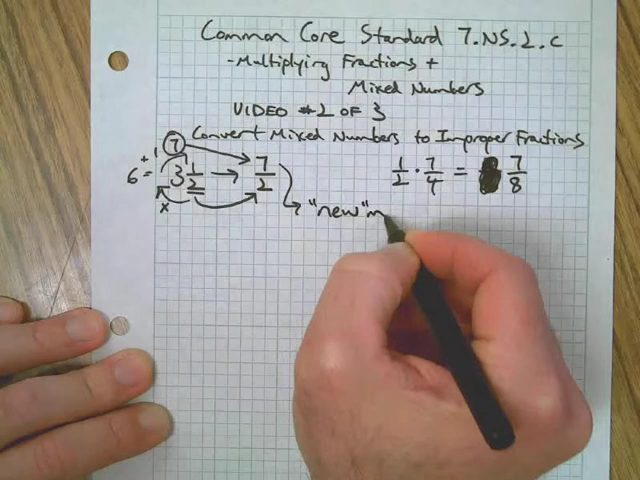 Common Core Standard 7.NS.2.C
- Multiplying Fractions +
Mixed Numbers
VIDEO #2 OF 3
Convert Mixed Numbers to Improper Fractions
7
+ 1
6 = 3 1/2 → 7/2
x
1/2 · 7/4 = 7/8
"new" n